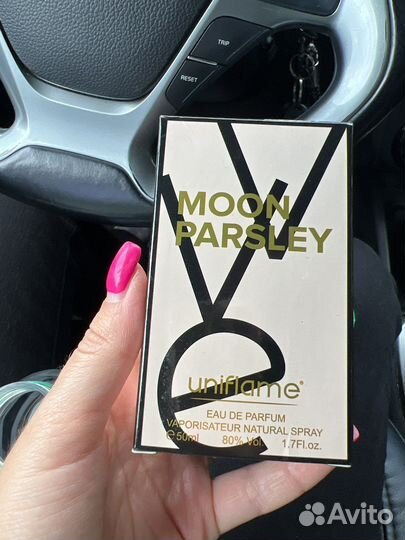 TRIP
RESET
MOON
PARSLEY
uniflame®
EAU DE PARFUM
VAPORISATEUR NATURAL SPRAY
℮50ml 80% Vol. 1.7Fl.oz.
Avito